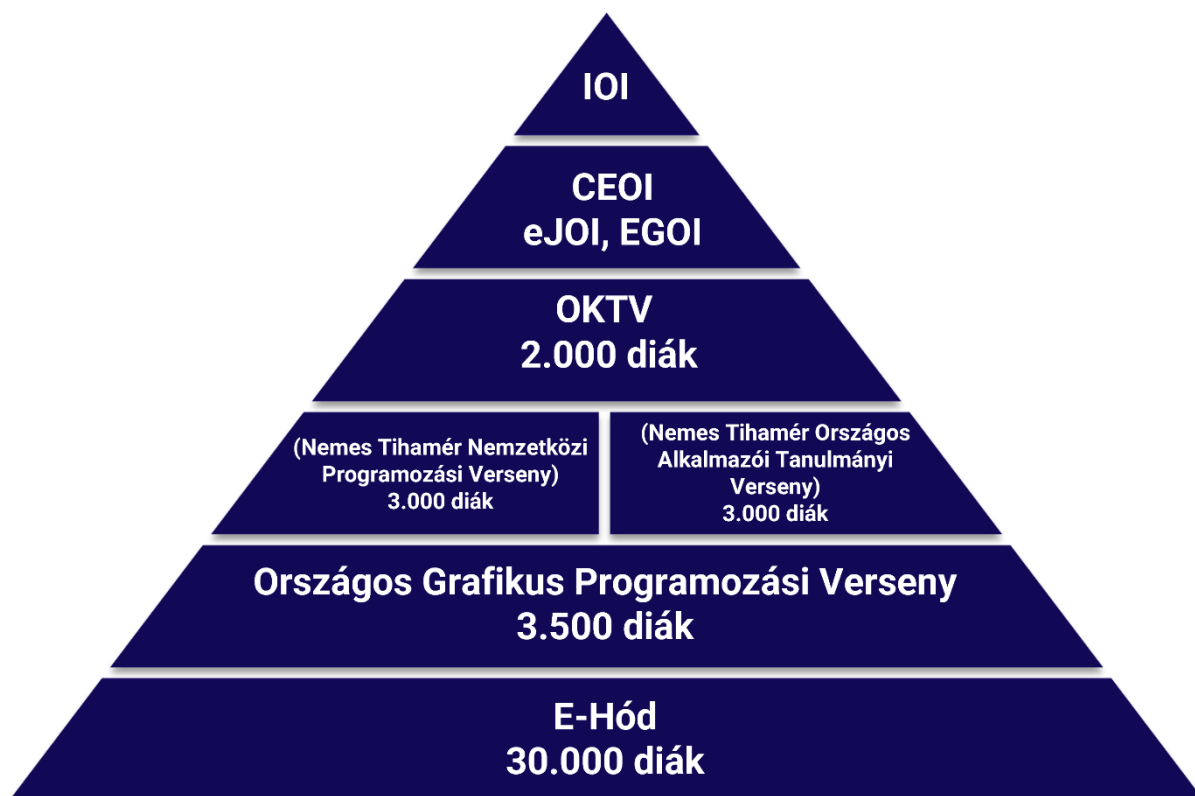 IOI
CEOI
eJOI, EGOI
OKTV
2.000 diák
(Nemes Tihamér Nemzetközi
Programozási Verseny)
3.000 diák
(Nemes Tihamér Országos
Alkalmazói Tanulmányi
Verseny)
3.000 diák
Országos Grafikus Programozási Verseny
3.500 diák
E-Hód
30.000 diák